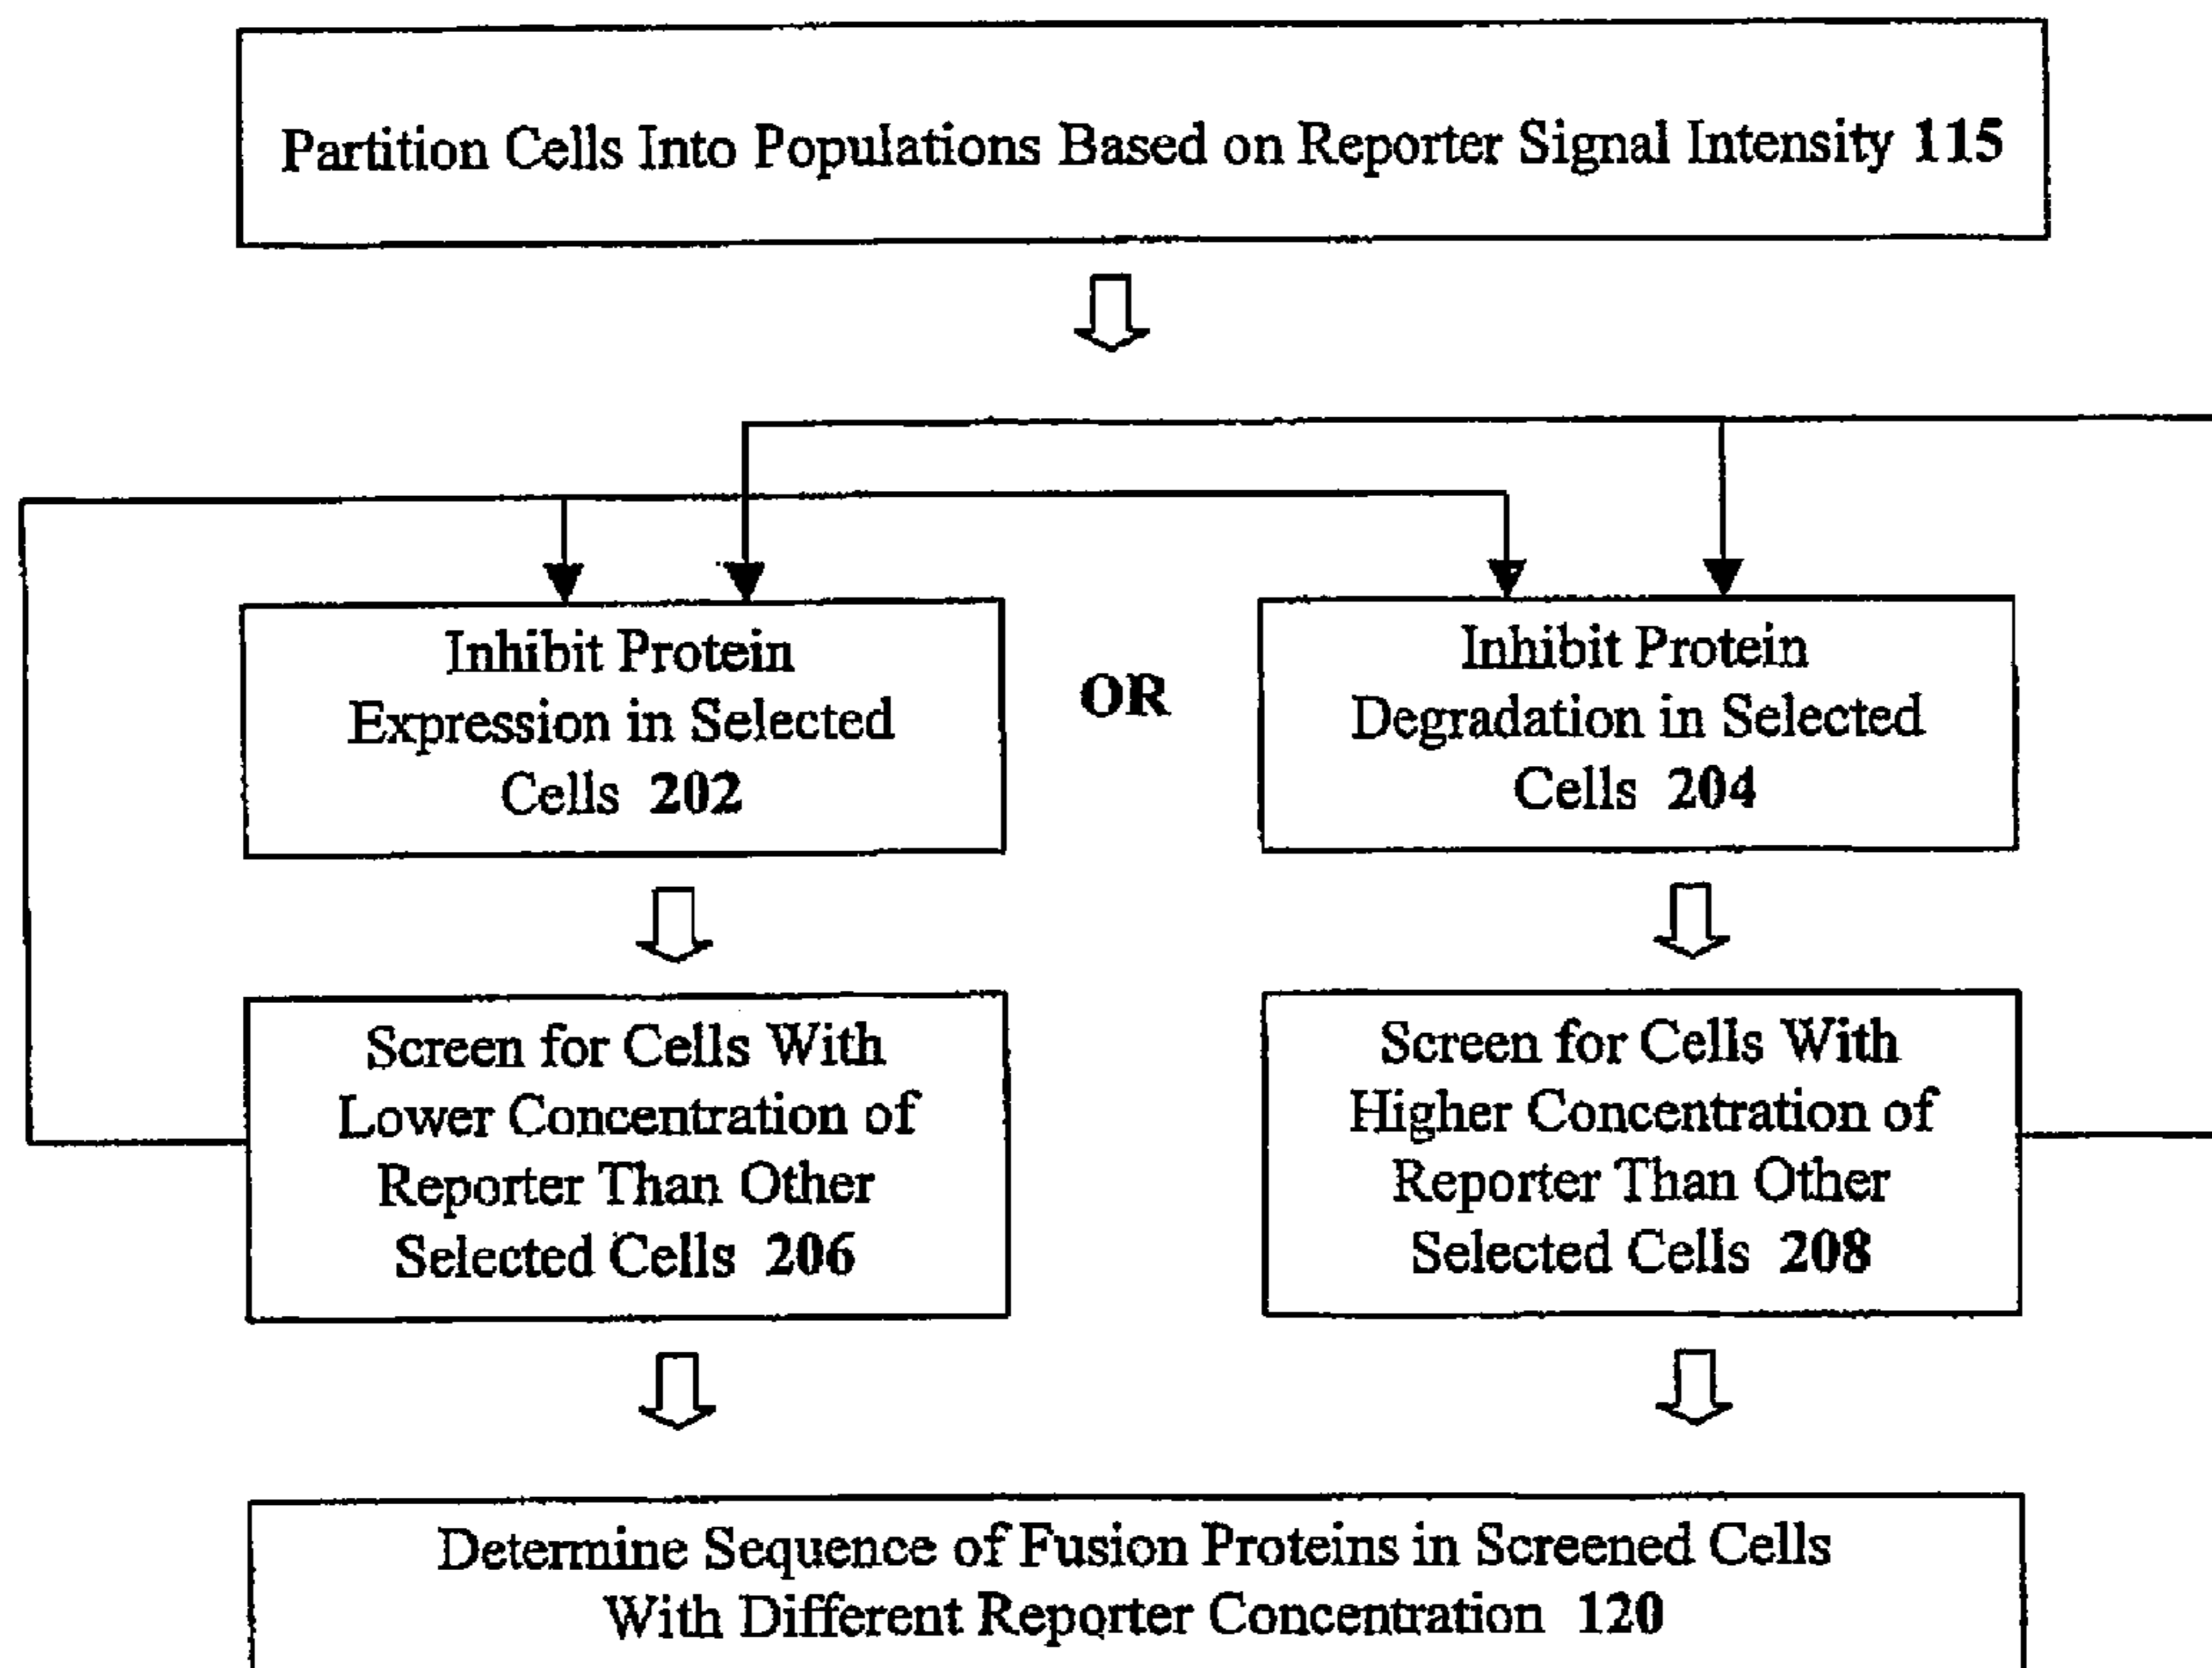 Partition Cells Into Populations Based on Reporter Signal Intensity 115
Inhibit Protein
Expression in Selected
Cells 202
OR
Inhibit Protein
Degradation in Selected
Cells 204
Screen for Cells With
Lower Concentration of
Reporter Than Other
Selected Cells 206
Screen for Cells With
Higher Concentration of
Reporter Than Other
Selected Cells 208
Determine Sequence of Fusion Proteins in Screened Cells
With Different Reporter Concentration 120